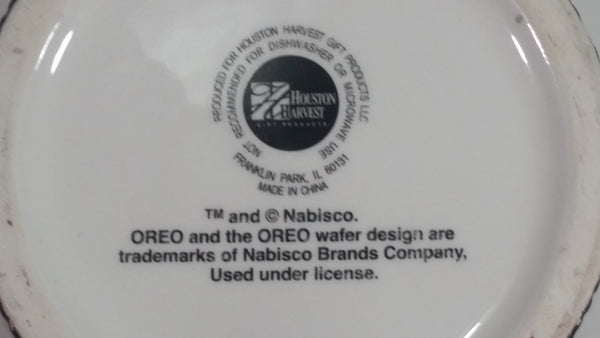 PRODUCED FOR HOUSTON HARVEST GIFT PRODUCTS LLC
NOT RECOMMENDED FOR DISHWASHER OR MICROWAVE USE
HOUSTON
HARVEST
GIFT PRODUCTS
FRANKLIN PARK, IL 60131
MADE IN CHINA
TM and © Nabisco.
OREO and the OREO wafer design are
trademarks of Nabisco Brands Company,
Used under license.